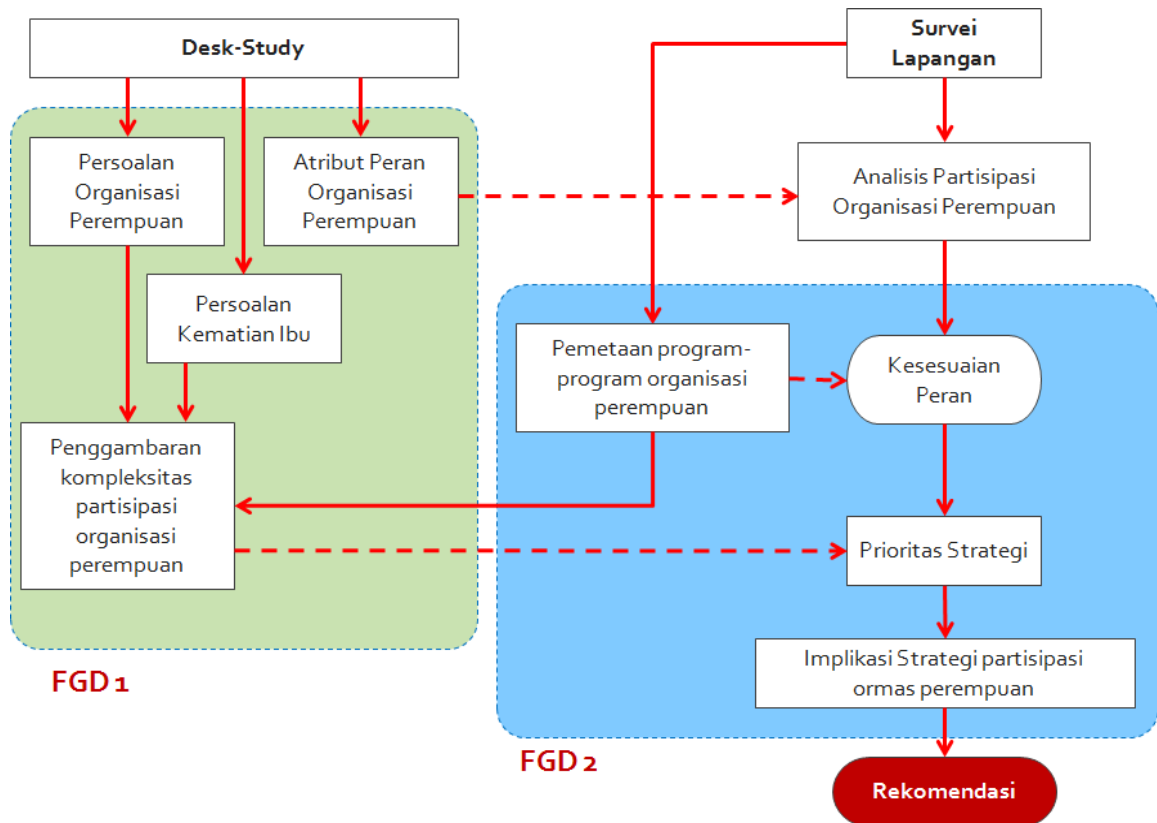 Desk-Study
Survei
Lapangan
Persoalan
Organisasi
Perempuan
Atribut Peran
Organisasi
Perempuan
Analisis Partisipasi
Organisasi Perempuan
Persoalan
Kematian Ibu
Pemetaan program-
program organisasi
perempuan
Kesesuaian
Peran
Penggambaran
kompleksitas
partisipasi
organisasi
perempuan
Prioritas Strategi
Implikasi Strategi partisipasi
ormas perempuan
FGD 1
FGD 2
Rekomendasi